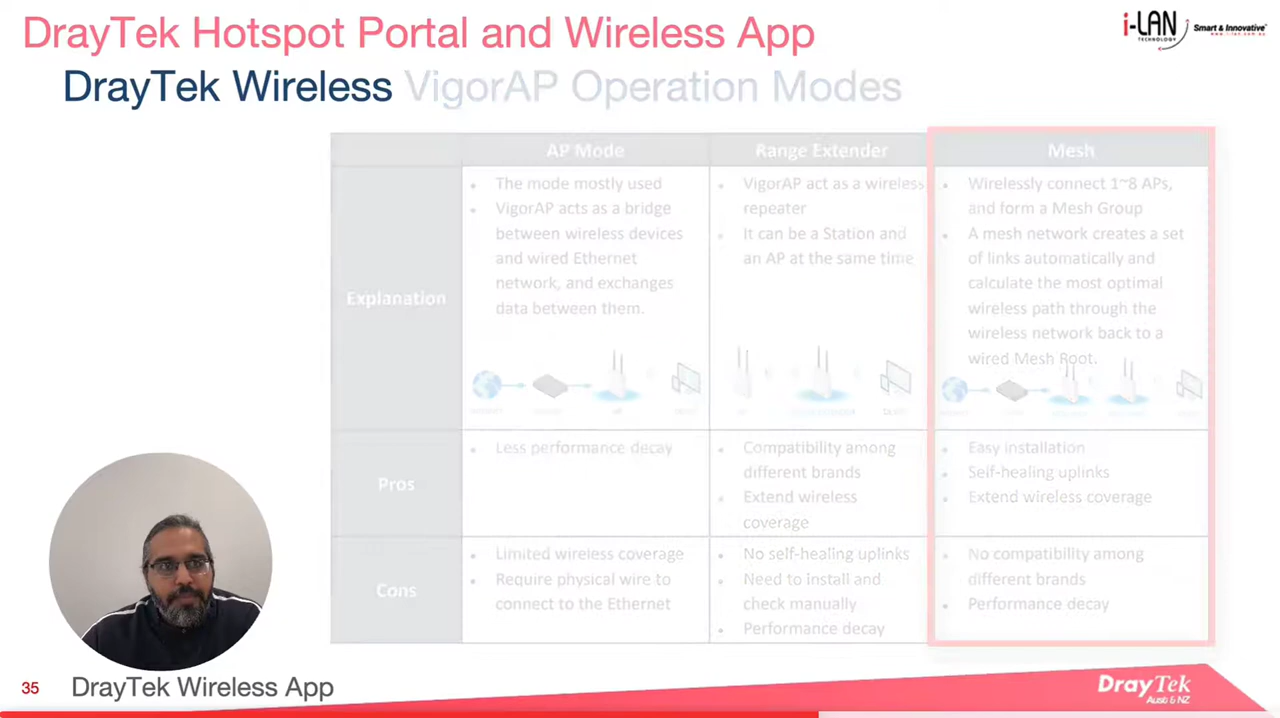 DrayTek Hotspot Portal and Wireless App
i-LAN
TECHNOLOGY
Smart & Innovative
DrayTek Wireless VigorAP Operation Modes
AP Mode
Range Extender
Mesh
Explanation
• The mode mostly used
• VigorAP acts as a bridge
between wireless devices
and wired Ethernet
network, and exchanges
data between them.
• VigorAP act as a wireless
repeater
• It can be a Station and
an AP at the same time
• Wirelessly connect 1~8 APs,
and form a Mesh Group
• A mesh network creates a set
of links automatically and
calculate the most optimal
wireless path through the
wireless network back to a
wired Mesh Root.
Pros
• Less performance decay
• Compatibility among
different brands
• Extend wireless
coverage
• Easy installation
• Self-healing uplinks
• Extend wireless coverage
Cons
• Limited wireless coverage
• Require physical wire to
connect to the Ethernet
• No self-healing uplinks
• Need to install and
check manually
• Performance decay
• No compatibility among
different brands
• Performance decay
35
DrayTek Wireless App
DrayTek
Aust & NZ